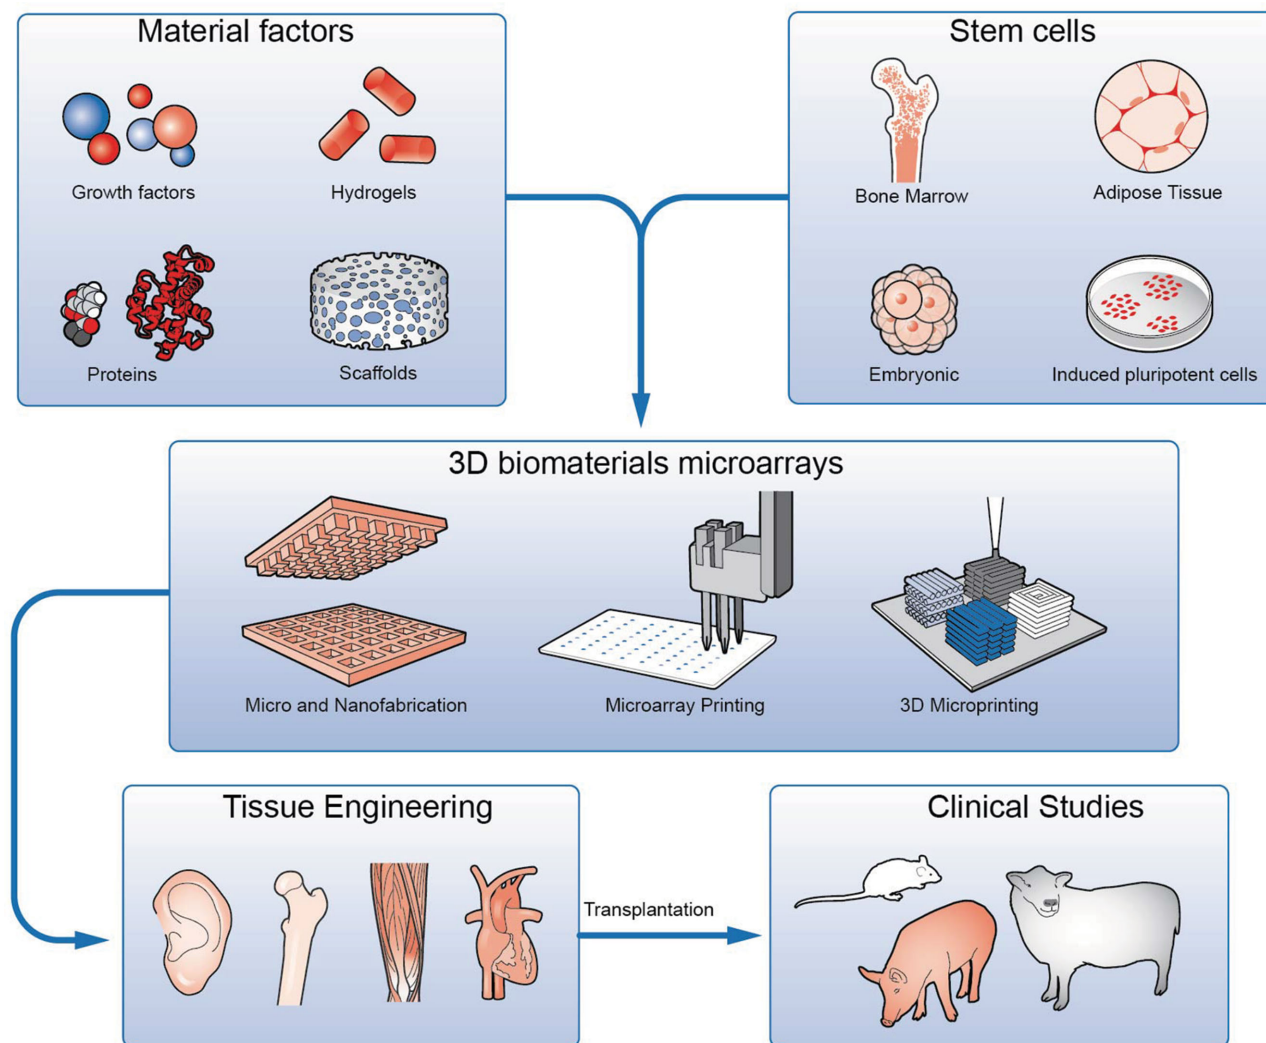 Material factors
Growth factors
Hydrogels
Proteins
Scaffolds
Stem cells
Bone Marrow
Adipose Tissue
Embryonic
Induced pluripotent cells
3D biomaterials microarrays
Micro and Nanofabrication
Microarray Printing
3D Microprinting
Tissue Engineering
Transplantation
Clinical Studies